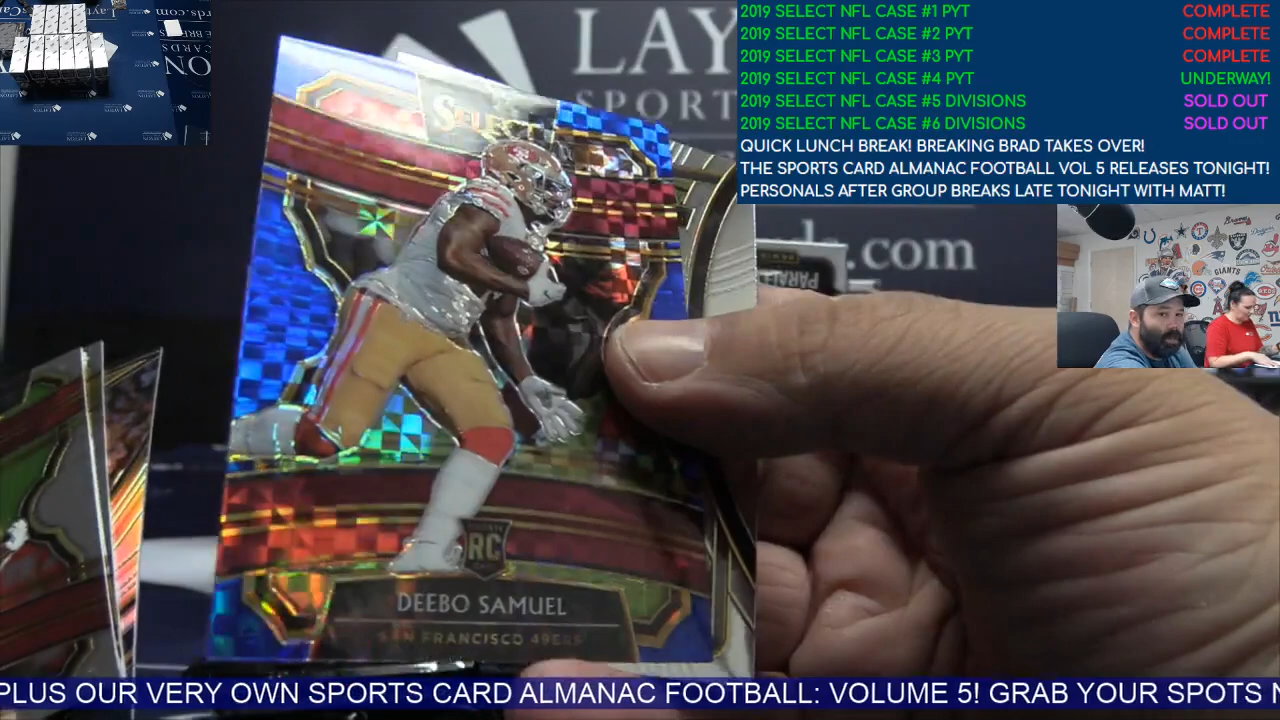 2019 SELECT NFL CASE #1 PYT COMPLETE
2019 SELECT NFL CASE #2 PYT COMPLETE
2019 SELECT NFL CASE #3 PYT COMPLETE
2019 SELECT NFL CASE #4 PYT UNDERWAY!
2019 SELECT NFL CASE #5 DIVISIONS SOLD OUT
2019 SELECT NFL CASE #6 DIVISIONS SOLD OUT
QUICK LUNCH BREAK! BREAKING BRAD TAKES OVER!
THE SPORTS CARD ALMANAC FOOTBALL VOL 5 RELEASES TONIGHT!
PERSONALS AFTER GROUP BREAKS LATE TONIGHT WITH MATT!
LAY
SPORT
ds.com
RC
DEEBO SAMUEL
SAN FRANCISCO 49ERS
PLUS OUR VERY OWN SPORTS CARD ALMANAC FOOTBALL: VOLUME 5! GRAB YOUR SPOTS N